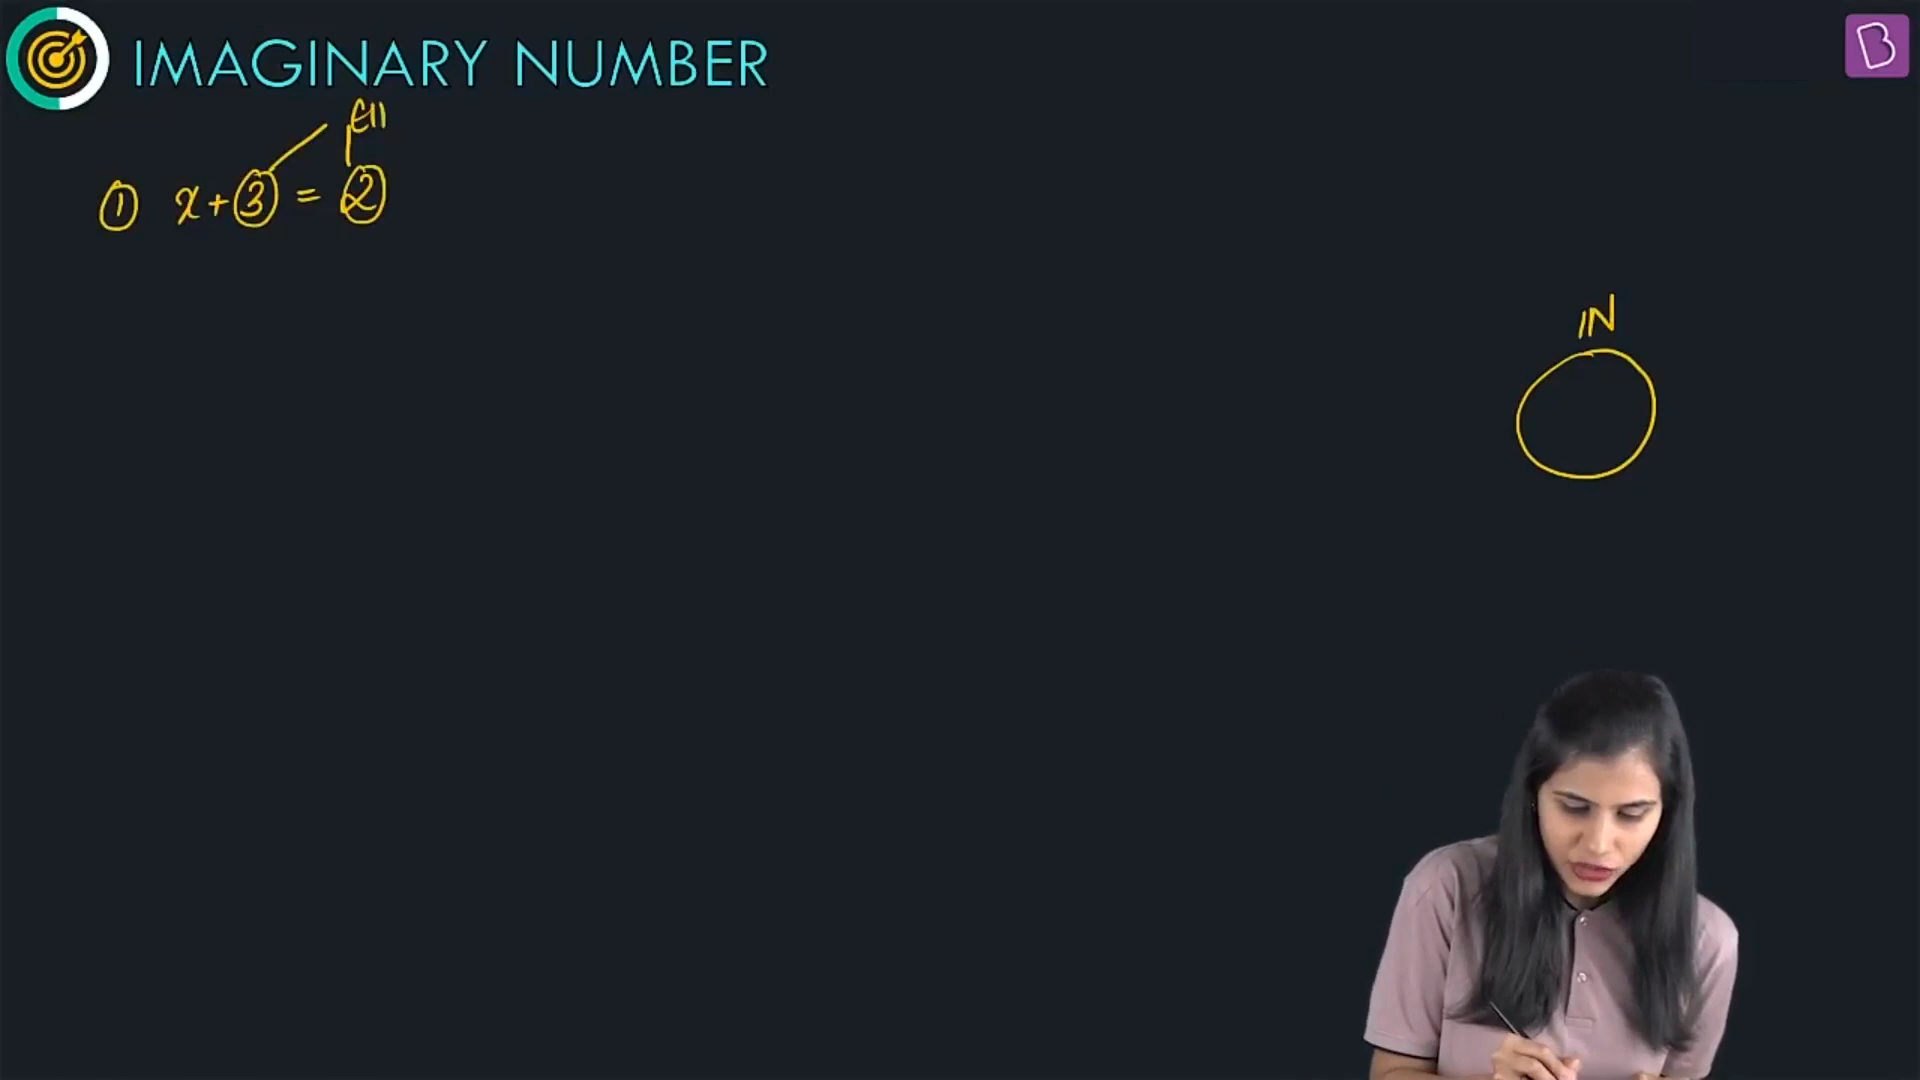 IMAGINARY NUMBER
① x + 3 = 2
IN
B